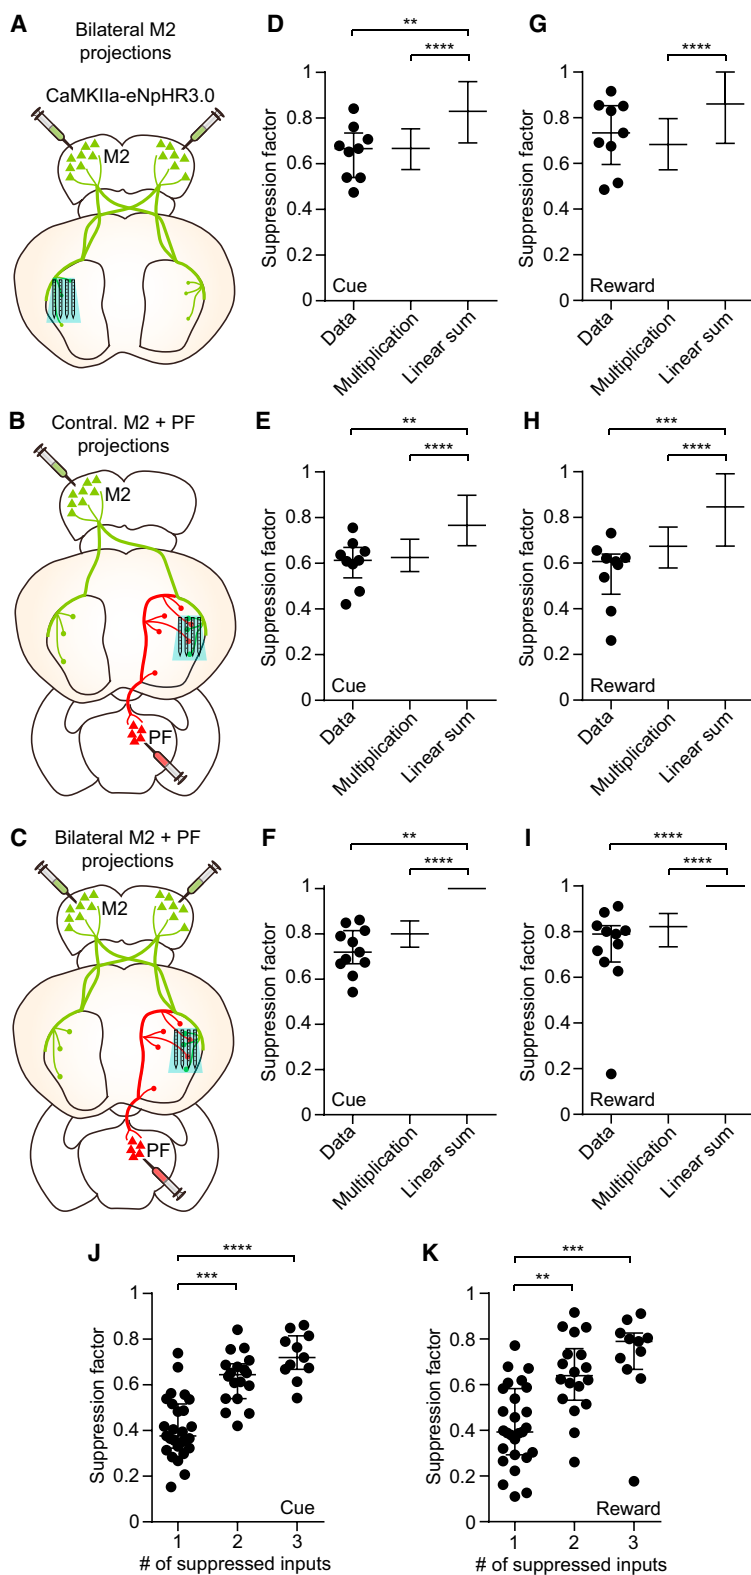 A
Bilateral M2
projections
CaMKIIa-eNpHR3.0
M2
D
**
****
Suppression factor
1
0.8
0.6
0.4
0.2
0
Cue
Data
Multiplication
Linear sum
G
****
Suppression factor
1
0.8
0.6
0.4
0.2
0
Reward
Data
Multiplication
Linear sum
B
Contral. M2 + PF
projections
M2
PF
E
**
****
Suppression factor
1
0.8
0.6
0.4
0.2
0
Cue
Data
Multiplication
Linear sum
H
***
****
Suppression factor
1
0.8
0.6
0.4
0.2
0
Reward
Data
Multiplication
Linear sum
C
Bilateral M2 + PF
projections
M2
PF
F
**
****
Suppression factor
1
0.8
0.6
0.4
0.2
0
Cue
Data
Multiplication
Linear sum
I
****
****
Suppression factor
1
0.8
0.6
0.4
0.2
0
Reward
Data
Multiplication
Linear sum
J
****
***
Suppression factor
1
0.8
0.6
0.4
0.2
0
Cue
1 2 3
# of suppressed inputs
K
***
**
Suppression factor
1
0.8
0.6
0.4
0.2
0
Reward
1 2 3
# of suppressed inputs